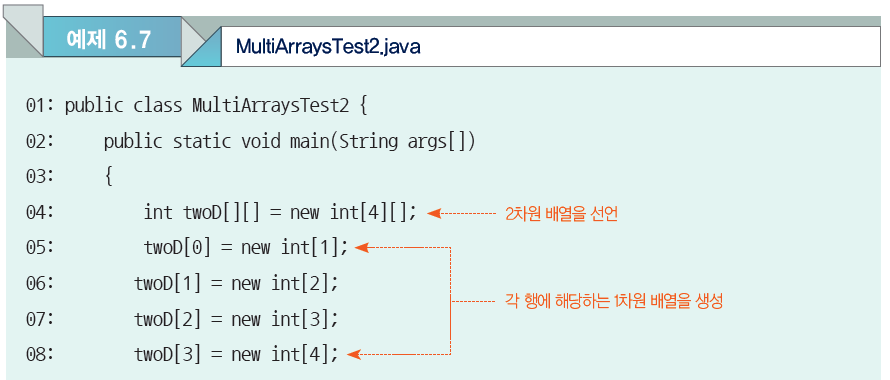 예제 6.7
MultiArraysTest2.java
01: public class MultiArraysTest2 {
02: public static void main(String args[])
03: {
04: int twoD[][] = new int[4][]; 2차원 배열을 선언
05: twoD[0] = new int[1];
06: twoD[1] = new int[2];
각 행에 해당하는 1차원 배열을 생성
07: twoD[2] = new int[3];
08: twoD[3] = new int[4];